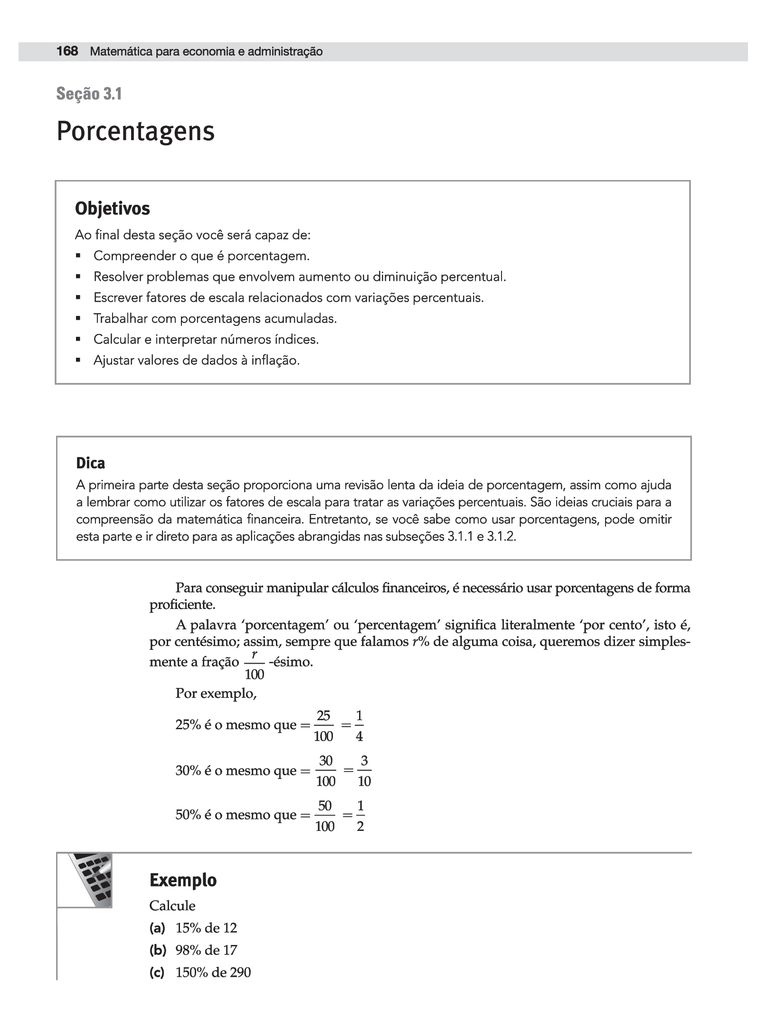 168 Matemática para economia e administração
Seção 3.1
Porcentagens
Objetivos
Ao final desta seção você será capaz de:
▪ Compreender o que é porcentagem.
▪ Resolver problemas que envolvem aumento ou diminuição percentual.
▪ Escrever fatores de escala relacionados com variações percentuais.
▪ Trabalhar com porcentagens acumuladas.
▪ Calcular e interpretar números índices.
▪ Ajustar valores de dados à inflação.
Dica
A primeira parte desta seção proporciona uma revisão lenta da ideia de porcentagem, assim como ajuda
a lembrar como utilizar os fatores de escala para tratar as variações percentuais. São ideias cruciais para a
compreensão da matemática financeira. Entretanto, se você sabe como usar porcentagens, pode omitir
esta parte e ir direto para as aplicações abrangidas nas subseções 3.1.1 e 3.1.2.
Para conseguir manipular cálculos financeiros, é necessário usar porcentagens de forma
proficiente.
A palavra ‘porcentagem’ ou ‘percentagem’ significa literalmente ‘por cento’, isto é,
por centésimo; assim, sempre que falamos r% de alguma coisa, queremos dizer simples-
mente a fração r/100 -ésimo.
Por exemplo,
25% é o mesmo que = 25/100 = 1/4
30% é o mesmo que = 30/100 = 3/10
50% é o mesmo que = 50/100 = 1/2
Exemplo
Calcule
(a) 15% de 12
(b) 98% de 17
(c) 150% de 290